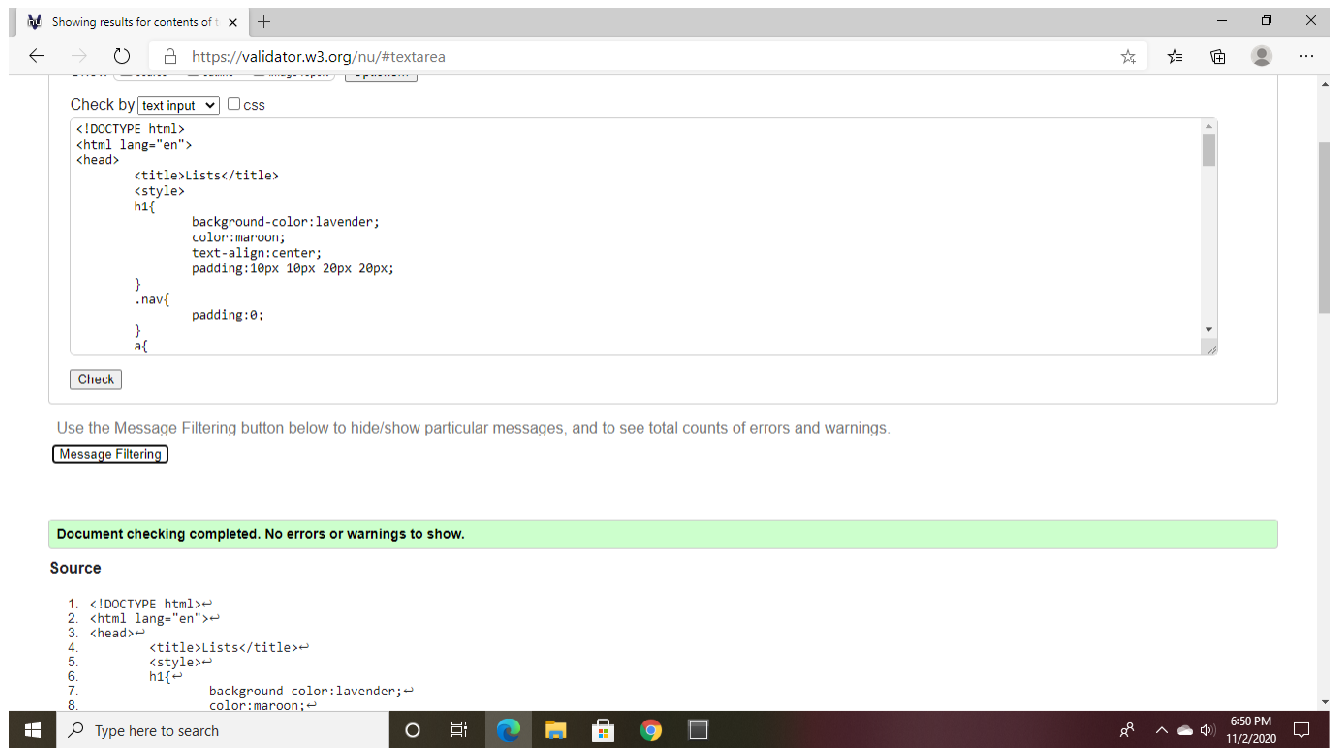 Showing results for contents of t
https://validator.w3.org/nu/#textarea
Check by text input css
<!DOCTYPE html>
<html lang="en">
<head>
<title>Lists</title>
<style>
h1{
background-color:lavender;
color:maroon;
text-align:center;
padding:10px 10px 20px 20px;
}
.nav{
padding:0;
}
a{
Check
Use the Message Filtering button below to hide/show particular messages, and to see total counts of errors and warnings.
Message Filtering
Document checking completed. No errors or warnings to show.
Source
1. <!DOCTYPE html>↩
2. <html lang="en">↩
3. <head>↩
4. <title>Lists</title>↩
5. <style>↩
6. h1{↩
7. background-color:lavender;↩
8. color:maroon;↩
Type here to search
6:50 PM
11/2/2020